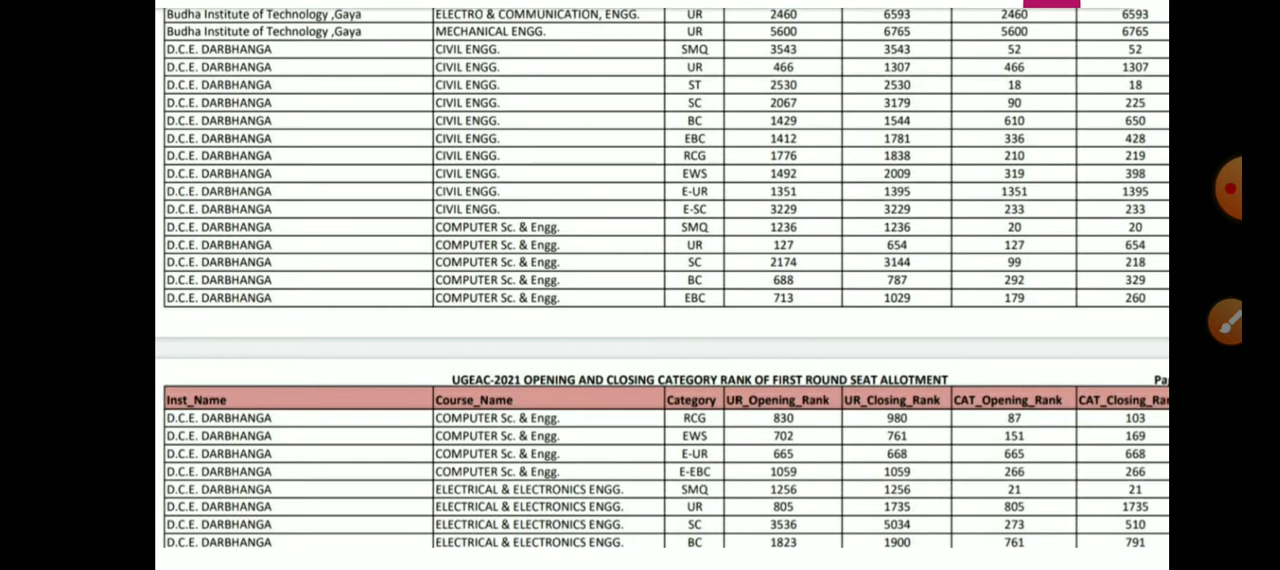 Budha Institute of Technology ,Gaya ELECTRO & COMMUNICATION, ENGG. UR 2460 6593 2460 6593
Budha Institute of Technology ,Gaya MECHANICAL ENGG. UR 5600 6765 5600 6765
D.C.E. DARBHANGA CIVIL ENGG. SMQ 3543 3543 52 52
D.C.E. DARBHANGA CIVIL ENGG. UR 466 1307 466 1307
D.C.E. DARBHANGA CIVIL ENGG. ST 2530 2530 18 18
D.C.E. DARBHANGA CIVIL ENGG. SC 2067 3179 90 225
D.C.E. DARBHANGA CIVIL ENGG. BC 1429 1544 610 650
D.C.E. DARBHANGA CIVIL ENGG. EBC 1412 1781 336 428
D.C.E. DARBHANGA CIVIL ENGG. RCG 1776 1838 210 219
D.C.E. DARBHANGA CIVIL ENGG. EWS 1492 2009 319 398
D.C.E. DARBHANGA CIVIL ENGG. E-UR 1351 1395 1351 1395
D.C.E. DARBHANGA CIVIL ENGG. E-SC 3229 3229 233 233
D.C.E. DARBHANGA COMPUTER Sc. & Engg. SMQ 1236 1236 20 20
D.C.E. DARBHANGA COMPUTER Sc. & Engg. UR 127 654 127 654
D.C.E. DARBHANGA COMPUTER Sc. & Engg. SC 2174 3144 99 218
D.C.E. DARBHANGA COMPUTER Sc. & Engg. BC 688 787 292 329
D.C.E. DARBHANGA COMPUTER Sc. & Engg. EBC 713 1029 179 260
UGEAC-2021 OPENING AND CLOSING CATEGORY RANK OF FIRST ROUND SEAT ALLOTMENT Pa
Inst_Name Course_Name Category UR_Opening_Rank UR_Closing_Rank CAT_Opening_Rank CAT_Closing_Ra
D.C.E. DARBHANGA COMPUTER Sc. & Engg. RCG 830 980 87 103
D.C.E. DARBHANGA COMPUTER Sc. & Engg. EWS 702 761 151 169
D.C.E. DARBHANGA COMPUTER Sc. & Engg. E-UR 665 668 665 668
D.C.E. DARBHANGA COMPUTER Sc. & Engg. E-EBC 1059 1059 266 266
D.C.E. DARBHANGA ELECTRICAL & ELECTRONICS ENGG. SMQ 1256 1256 21 21
D.C.E. DARBHANGA ELECTRICAL & ELECTRONICS ENGG. UR 805 1735 805 1735
D.C.E. DARBHANGA ELECTRICAL & ELECTRONICS ENGG. SC 3536 5034 273 510
D.C.E. DARBHANGA ELECTRICAL & ELECTRONICS ENGG. BC 1823 1900 761 791